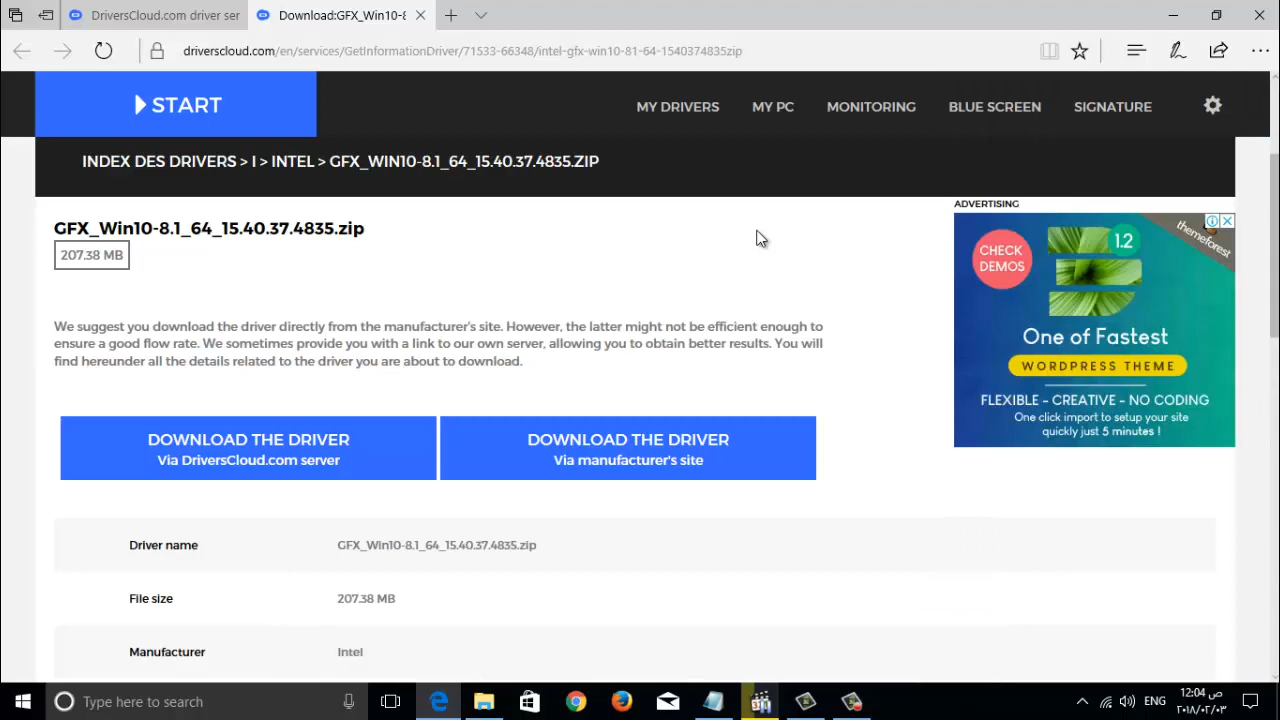 DriversCloud.com driver ser
Download:GFX_Win10-8
driverscloud.com/en/services/GetInformationDriver/71533-66348/intel-gfx-win10-81-64-1540374835zip
START
MY DRIVERS
MY PC
MONITORING
BLUE SCREEN
SIGNATURE
INDEX DES DRIVERS > I > INTEL > GFX_WIN10-8.1_64_15.40.37.4835.ZIP
ADVERTISING
GFX_Win10-8.1_64_15.40.37.4835.zip
207.38 MB
themeforest
CHECK
DEMOS
1.2
We suggest you download the driver directly from the manufacturer's site. However, the latter might not be efficient enough to
ensure a good flow rate. We sometimes provide you with a link to our own server, allowing you to obtain better results. You will
find hereunder all the details related to the driver you are about to download.
One of Fastest
WORDPRESS THEME
FLEXIBLE - CREATIVE - NO CODING
One click import to setup your site
quickly just 5 minutes !
DOWNLOAD THE DRIVER
Via DriversCloud.com server
DOWNLOAD THE DRIVER
Via manufacturer's site
Driver name
GFX_Win10-8.1_64_15.40.37.4835.zip
File size
207.38 MB
Manufacturer
Intel
Type here to search
ENG
12:04 ص
٢٠١٨/٠٢/٠٣